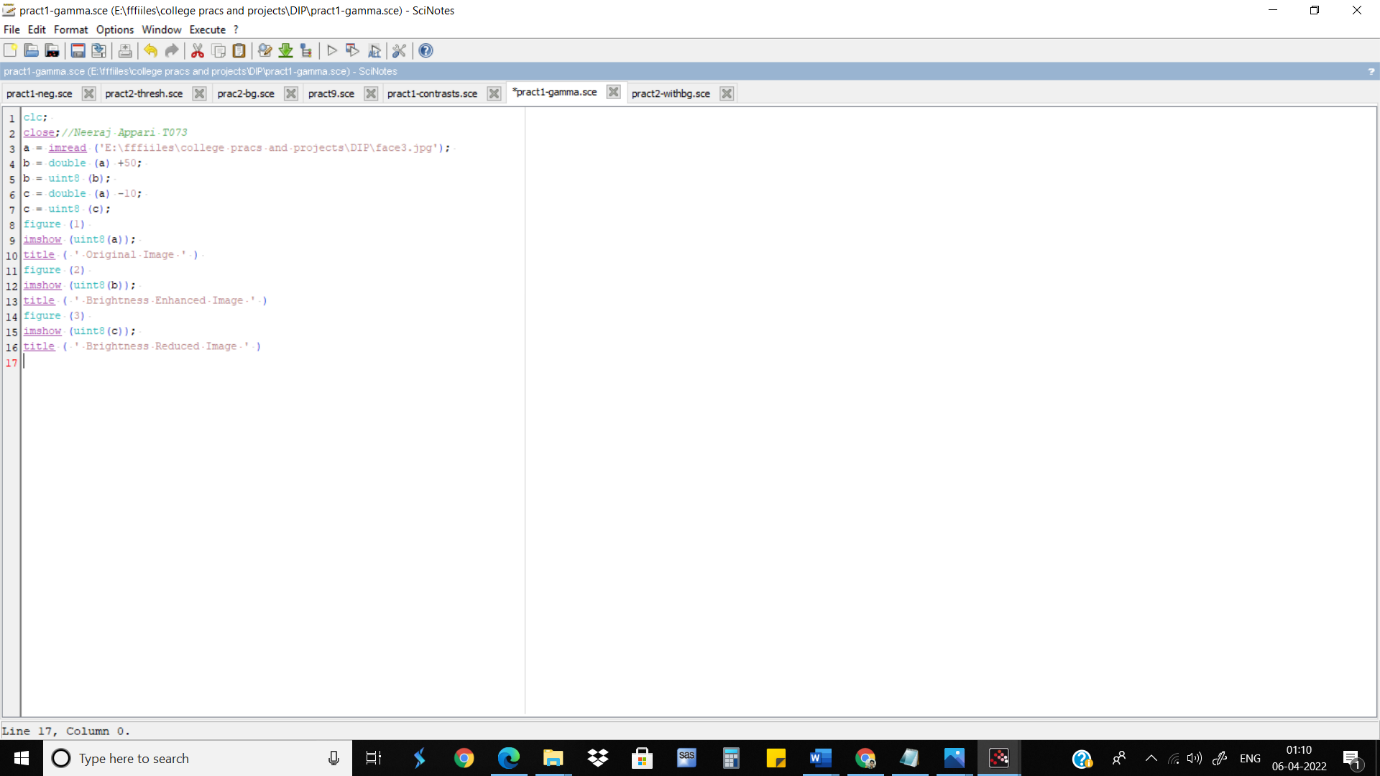 pract1-gamma.sce (E:\fffiiles\college pracs and projects\DIP\pract1-gamma.sce) - SciNotes
File Edit Format Options Window Execute ?
pract1-gamma.sce (E:\fffiiles\college pracs and projects\DIP\pract1-gamma.sce) - SciNotes ?
pract1-neg.sce pract2-thresh.sce prac2-bg.sce pract9.sce pract1-contrasts.sce *pract1-gamma.sce pract2-withbg.sce
1 clc;
2 close;//Neeraj Appari T073
3 a = imread ('E:\fffiiles\college pracs and projects\DIP\face3.jpg');
4 b = double (a) +50;
5 b = uint8 (b);
6 c = double (a) -10;
7 c = uint8 (c);
8 figure (1)
9 imshow (uint8(a));
10 title ( ' Original Image ' )
11 figure (2)
12 imshow (uint8(b));
13 title ( ' Brightness Enhanced Image ' )
14 figure (3)
15 imshow (uint8(c));
16 title ( ' Brightness Reduced Image ' )
17
Line 17, Column 0.
Type here to search
sas
ENG
01:10
06-04-2022
1